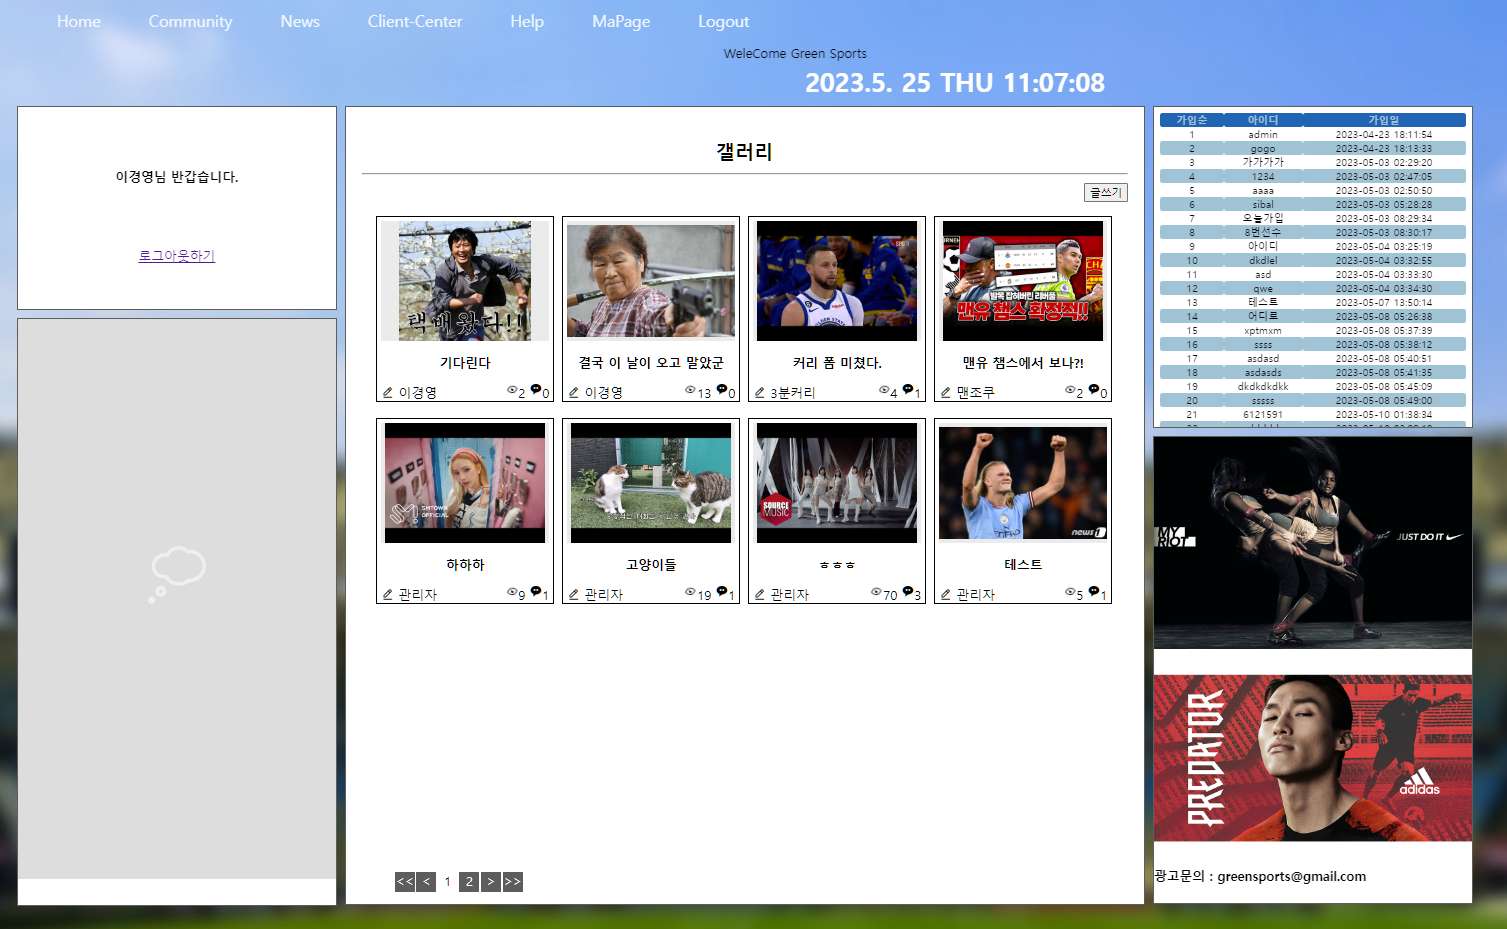 Home Community News Client-Center Help MaPage Logout
WeleCome Green Sports
2023.5. 25 THU 11:07:08
이경영님 반갑습니다.
로그아웃하기
갤러리
글쓰기
택배 왔다!!
기다린다
이경영 2 0
결국 이 날이 오고 말았군
이경영 13 0
커리 폼 미쳤다.
3분커리 4 1
발목 잡혀버린 리버풀
맨유 챔스 확정적!!
맨유 챔스에서 보나?!
맨조쿠 2 0
SMTOWN
OFFICIAL
하하하
관리자 9 1
고양이들
관리자 19 1
SOURCE
MUSIC
ㅎㅎㅎ
관리자 70 3
news1
테스트
관리자 5 1
<< < 1 2 > >>
가입순 아이디 가입일
1 admin 2023-04-23 18:11:54
2 gogo 2023-04-23 18:13:33
3 가가가가 2023-05-03 02:29:20
4 1234 2023-05-03 02:47:05
5 aaaa 2023-05-03 02:50:50
6 sibal 2023-05-03 05:28:28
7 오늘가입 2023-05-03 08:29:34
8 8번선수 2023-05-03 08:30:17
9 아이디 2023-05-04 03:25:19
10 dkdlel 2023-05-04 03:32:55
11 asd 2023-05-04 03:33:30
12 qwe 2023-05-04 03:34:30
13 테스트 2023-05-07 13:50:14
14 어디르 2023-05-08 05:26:38
15 xptmxm 2023-05-08 05:37:39
16 ssss 2023-05-08 05:38:12
17 asdasd 2023-05-08 05:40:51
18 asdasds 2023-05-08 05:41:35
19 dkdkdkdkk 2023-05-08 05:45:09
20 sssss 2023-05-08 05:49:00
21 6121591 2023-05-10 01:38:34
MY
RIOT
JUST DO IT
PREDATOR
adidas
광고문의 : greensports@gmail.com